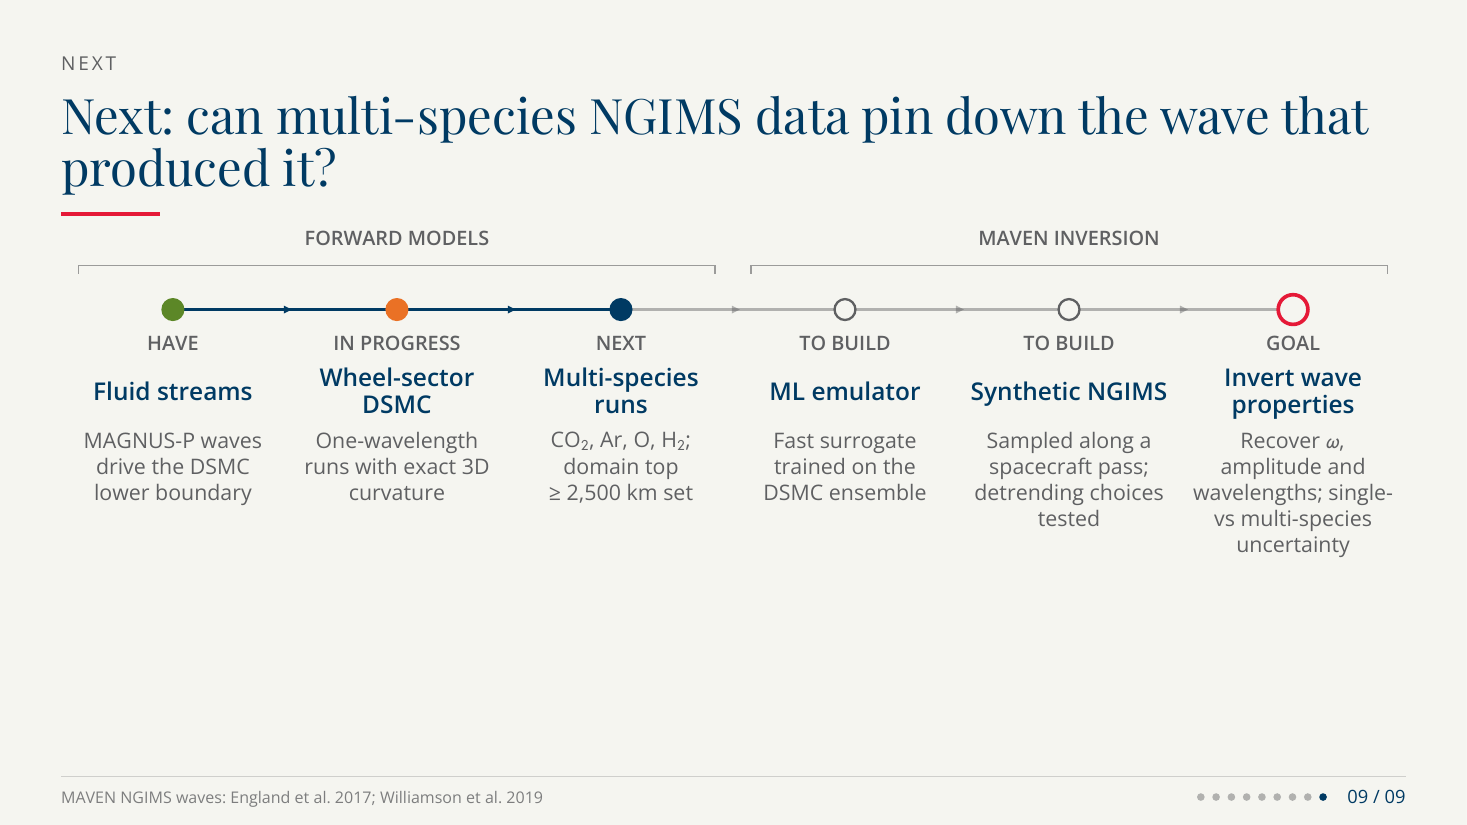 NEXT
Next: can multi-species NGIMS data pin down the wave that
produced it?
FORWARD MODELS
MAVEN INVERSION
HAVE
Fluid streams
MAGNUS-P waves
drive the DSMC
lower boundary
IN PROGRESS
Wheel-sector
DSMC
One-wavelength
runs with exact 3D
curvature
NEXT
Multi-species
runs
CO₂, Ar, O, H₂;
domain top
≥ 2,500 km set
TO BUILD
ML emulator
Fast surrogate
trained on the
DSMC ensemble
TO BUILD
Synthetic NGIMS
Sampled along a
spacecraft pass;
detrending choices
tested
GOAL
Invert wave
properties
Recover ω,
amplitude and
wavelengths; single-
vs multi-species
uncertainty
MAVEN NGIMS waves: England et al. 2017; Williamson et al. 2019
09 / 09